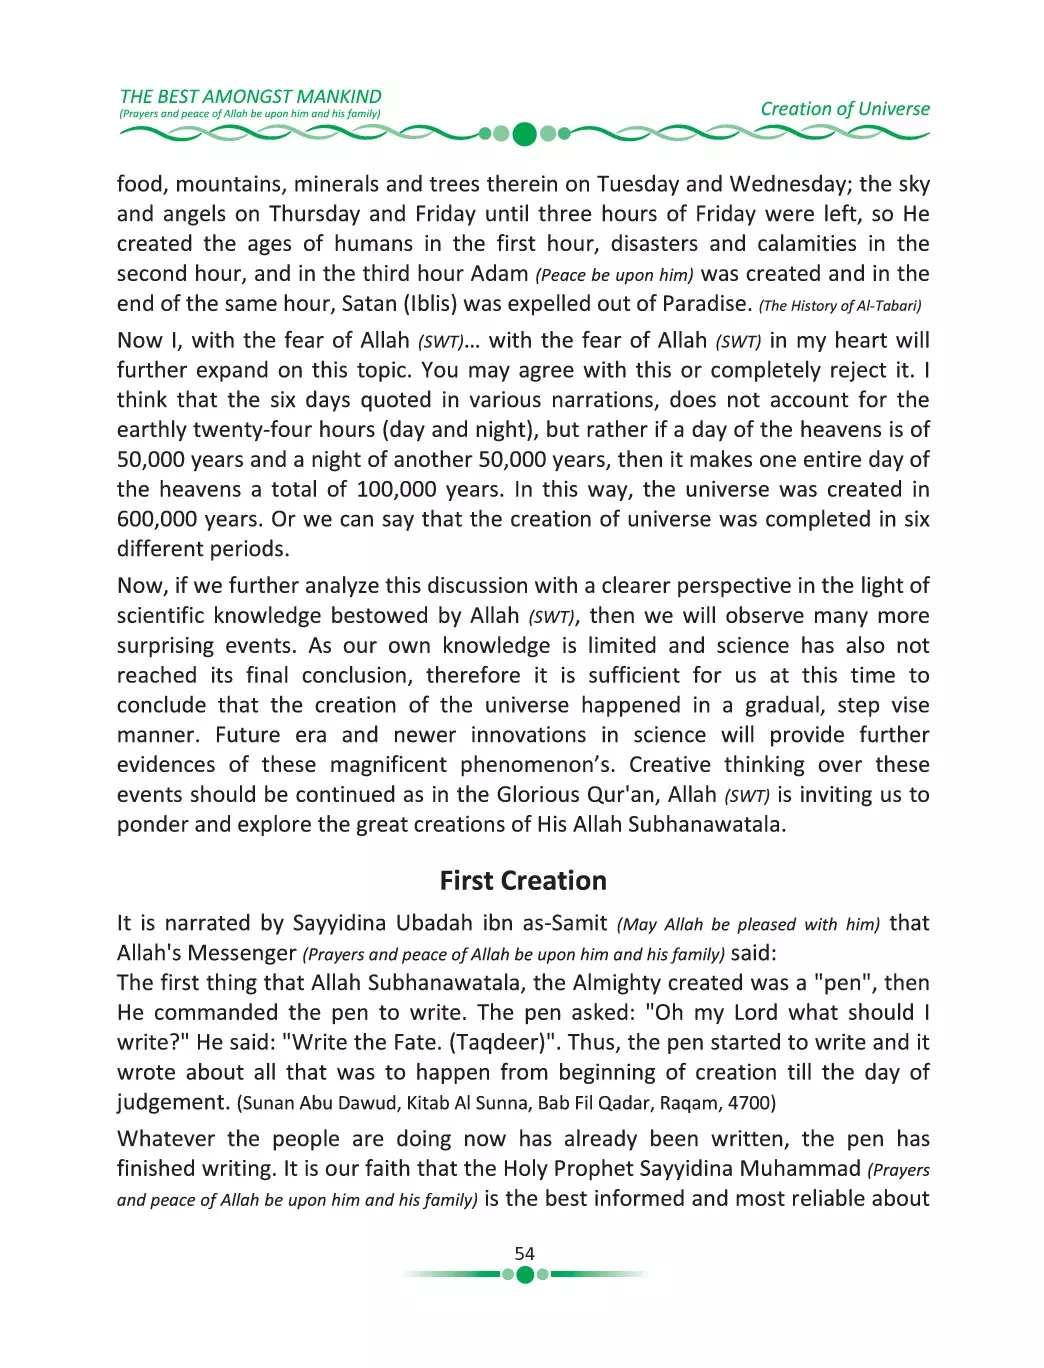 THE BEST AMONGST MANKIND
(Prayers and peace of Allah be upon him and his family)
Creation of Universe
food, mountains, minerals and trees therein on Tuesday and Wednesday; the sky
and angels on Thursday and Friday until three hours of Friday were left, so He
created the ages of humans in the first hour, disasters and calamities in the
second hour, and in the third hour Adam (Peace be upon him) was created and in the
end of the same hour, Satan (Iblis) was expelled out of Paradise. (The History of Al-Tabari)
Now I, with the fear of Allah (SWT)... with the fear of Allah (SWT) in my heart will
further expand on this topic. You may agree with this or completely reject it. I
think that the six days quoted in various narrations, does not account for the
earthly twenty-four hours (day and night), but rather if a day of the heavens is of
50,000 years and a night of another 50,000 years, then it makes one entire day of
the heavens a total of 100,000 years. In this way, the universe was created in
600,000 years. Or we can say that the creation of universe was completed in six
different periods.
Now, if we further analyze this discussion with a clearer perspective in the light of
scientific knowledge bestowed by Allah (SWT), then we will observe many more
surprising events. As our own knowledge is limited and science has also not
reached its final conclusion, therefore it is sufficient for us at this time to
conclude that the creation of the universe happened in a gradual, step vise
manner. Future era and newer innovations in science will provide further
evidences of these magnificent phenomenon's. Creative thinking over these
events should be continued as in the Glorious Qur'an, Allah (SWT) is inviting us to
ponder and explore the great creations of His Allah Subhanawatala.
First Creation
It is narrated by Sayyidina Ubadah ibn as-Samit (May Allah be pleased with him) that
Allah's Messenger (Prayers and peace of Allah be upon him and his family) said:
The first thing that Allah Subhanawatala, the Almighty created was a "pen", then
He commanded the pen to write. The pen asked: "Oh my Lord what should I
write?" He said: "Write the Fate. (Taqdeer)". Thus, the pen started to write and it
wrote about all that was to happen from beginning of creation till the day of
judgement. (Sunan Abu Dawud, Kitab Al Sunna, Bab Fil Qadar, Raqam, 4700)
Whatever the people are doing now has already been written, the pen has
finished writing. It is our faith that the Holy Prophet Sayyidina Muhammad (Prayers
and peace of Allah be upon him and his family) is the best informed and most reliable about
54